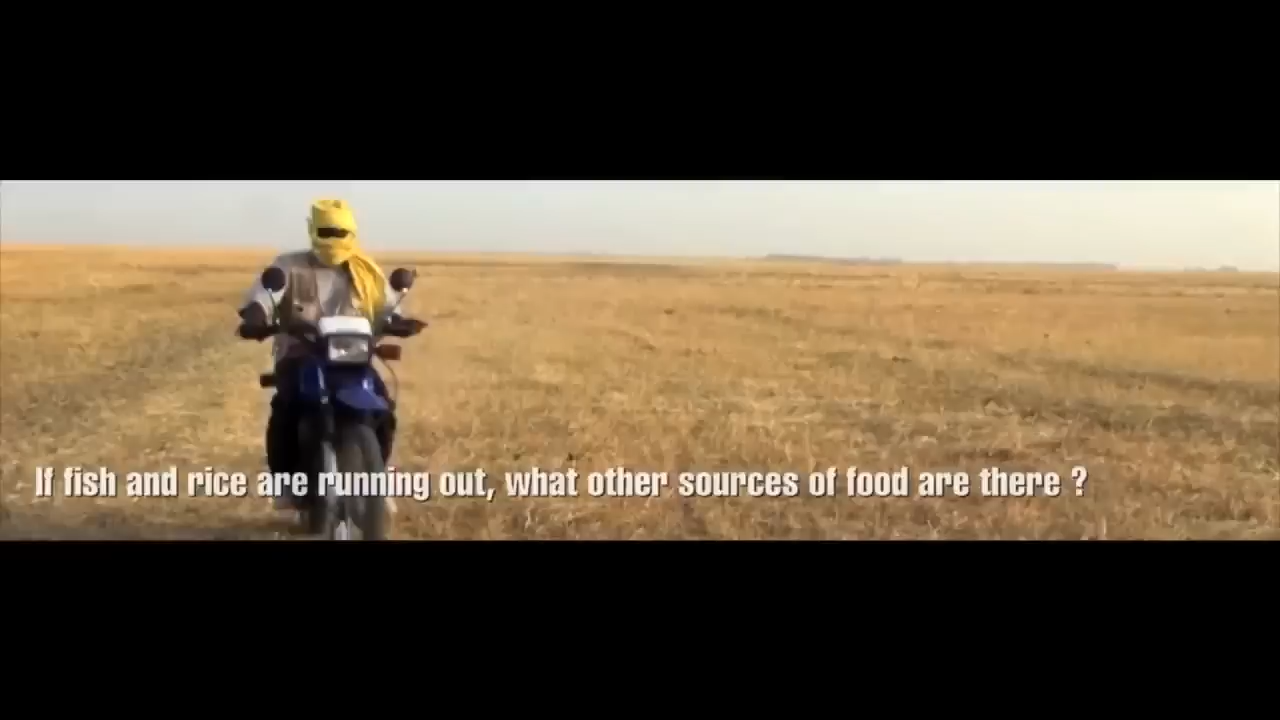 If fish and rice are running out, what other sources of food are there ?